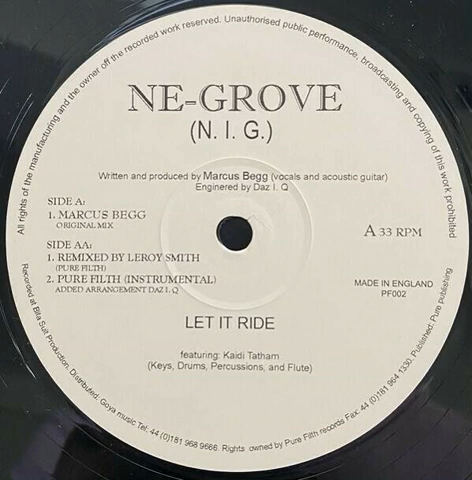 All rights of the manufacturing and the owner off the recorded work reserved. Unauthorised public performance, broadcasting and copying of this work prohibited
NE-GROVE
(N. I. G.)
Written and produced by Marcus Begg (vocals and acoustic guitar)
Enginered by Daz I. Q
SIDE A:
1. MARCUS BEGG
ORIGINAL MIX
A 33 RPM
SIDE AA:
1. REMIXED BY LEROY SMITH
(PURE FILTH)
2. PURE FILTH (INSTRUMENTAL)
ADDED ARRANGEMENT DAZ I. Q
MADE IN ENGLAND
PF002
LET IT RIDE
featuring: Kaidi Tatham
(Keys, Drums, Percussions, and Flute)
Recorded at Blia Suit Production. Distributed: Goya music Tel: 44 (0)181 968 9666. Rights owned by Pure Filth records Fax: 44 (0)181 964 1330. Published: Pure publishing